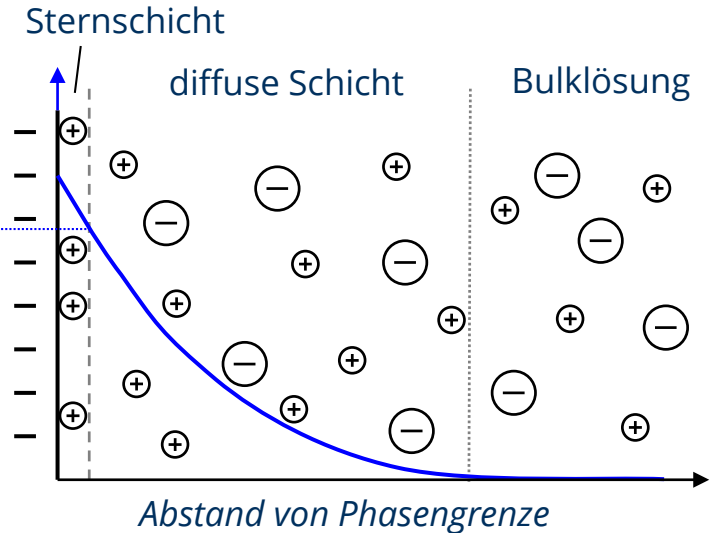 Sternschicht
diffuse Schicht
Bulklösung
Abstand von Phasengrenze